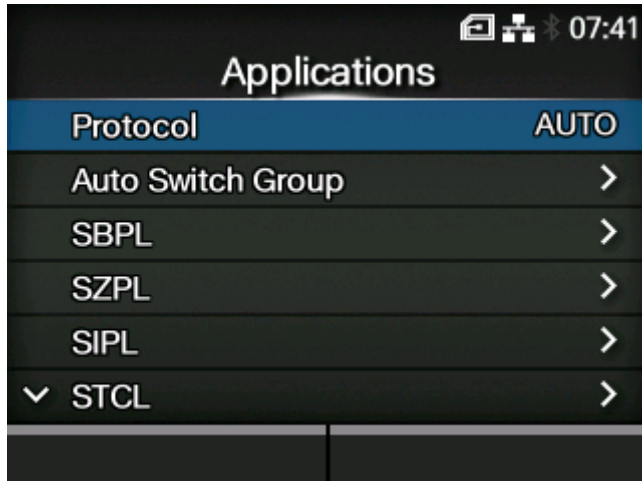 07:41
Applications
Protocol AUTO
Auto Switch Group
SBPL
SZPL
SIPL
STCL